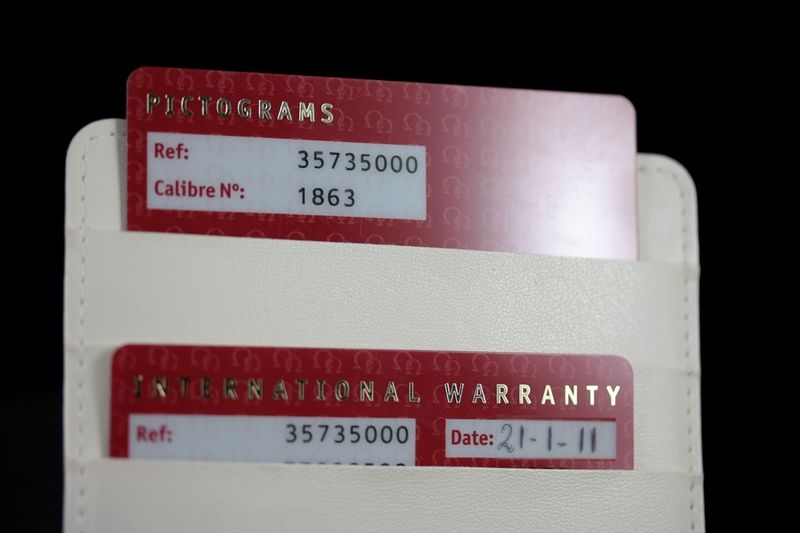 PICTOGRAMS
Ref: 35735000
Calibre Nº: 1863
INTERNATIONAL WARRANTY
Ref: 35735000 Date: 21-1-11